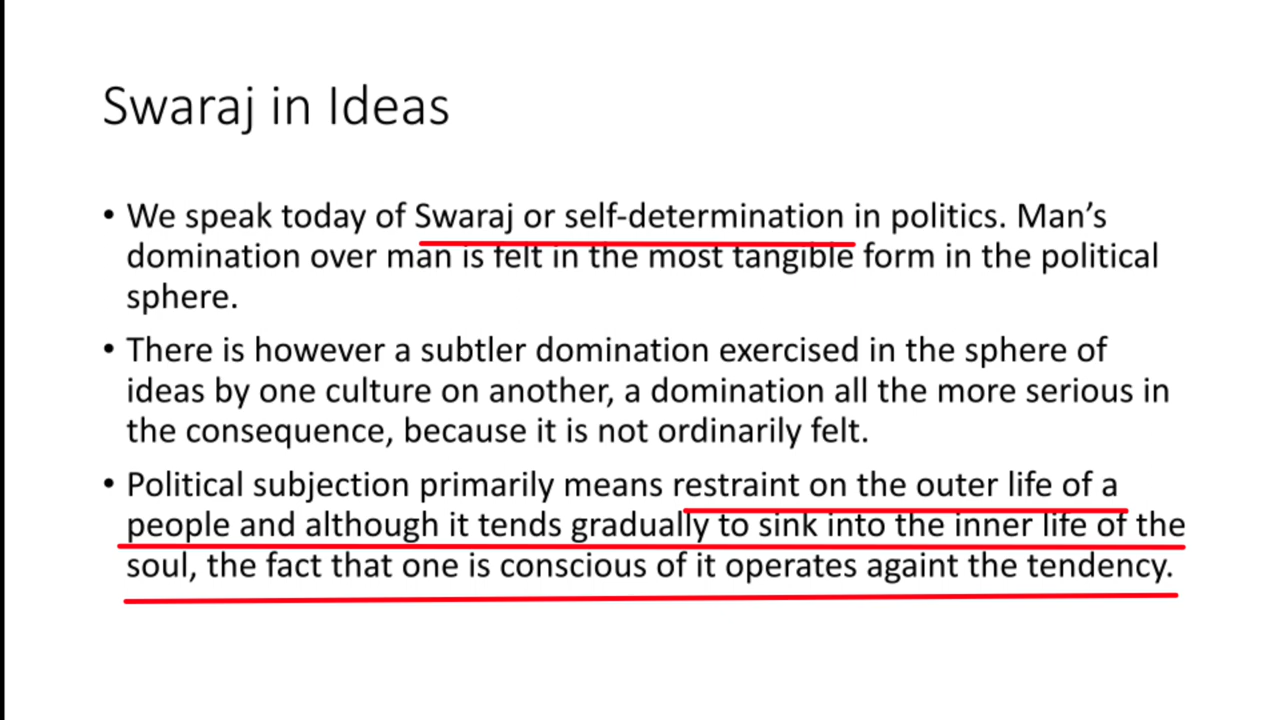 Swaraj in Ideas
• We speak today of Swaraj or self-determination in politics. Man’s
domination over man is felt in the most tangible form in the political
sphere.
• There is however a subtler domination exercised in the sphere of
ideas by one culture on another, a domination all the more serious in
the consequence, because it is not ordinarily felt.
• Political subjection primarily means restraint on the outer life of a
people and although it tends gradually to sink into the inner life of the
soul, the fact that one is conscious of it operates againt the tendency.